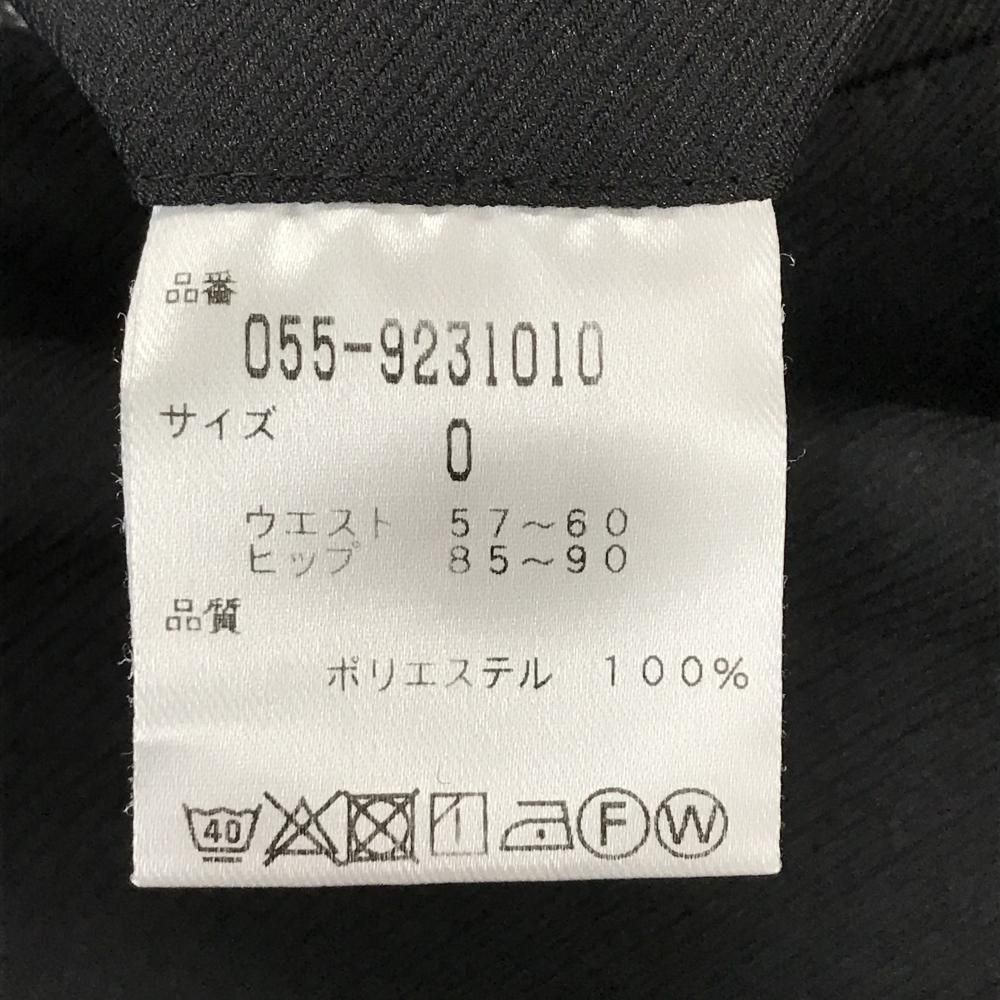 品番
055-9231010
サイズ
0
ウエスト 57~60
ヒップ 85~90
品質
ポリエステル 100%
40 F W